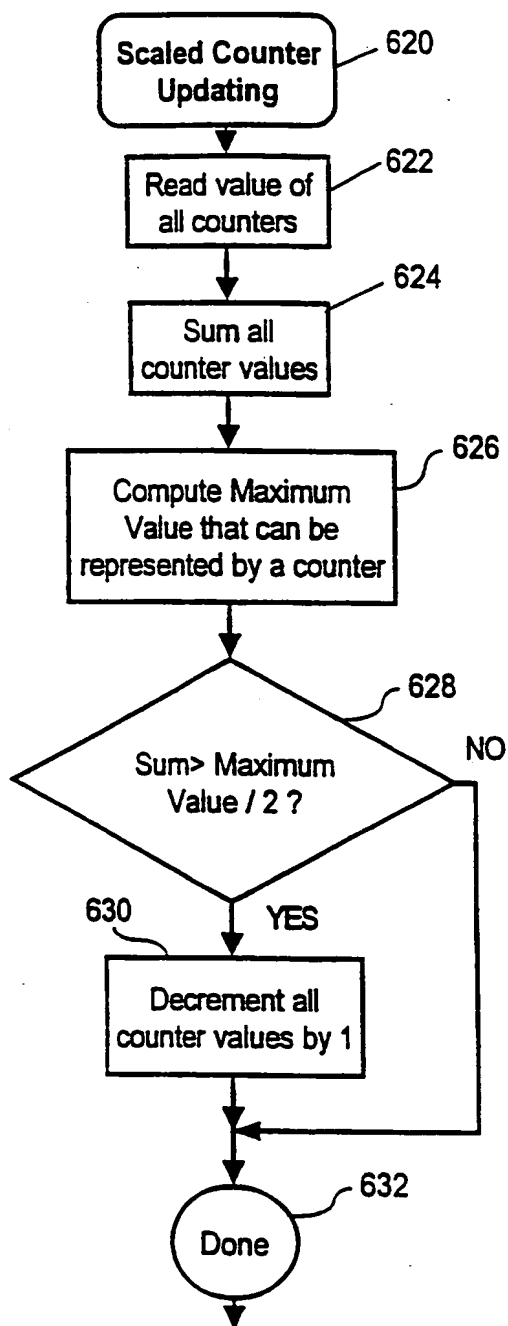 Scaled Counter
Updating
620
622
Read value of
all counters
624
Sum all
counter values
626
Compute Maximum
Value that can be
represented by a counter
628
NO
Sum> Maximum
Value / 2 ?
630
YES
Decrement all
counter values by 1
632
Done